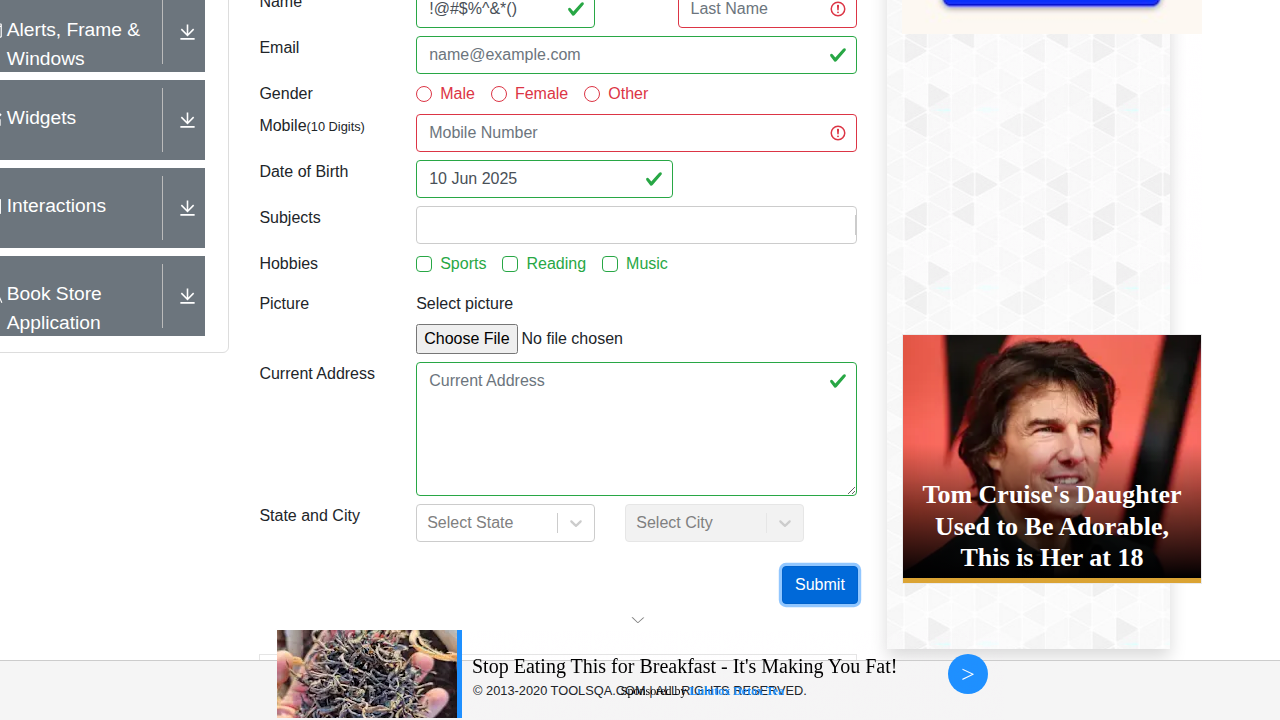 Name
!@#$%^&*()
Last Name
Email
name@example.com
Gender
Male
Female
Other
Mobile(10 Digits)
Mobile Number
Date of Birth
10 Jun 2025
Subjects
Hobbies
Sports
Reading
Music
Picture
Select picture
Choose File No file chosen
Current Address
Current Address
State and City
Select State
Select City
Submit
Alerts, Frame &
Windows
Widgets
Interactions
Book Store
Application
Tom Cruise's Daughter
Used to Be Adorable,
This is Her at 18
Stop Eating This for Breakfast - It's Making You Fat!
© 2013-2020 TOOLSQA.COM | ALL RIGHTS RESERVED.
Sponsored by
>